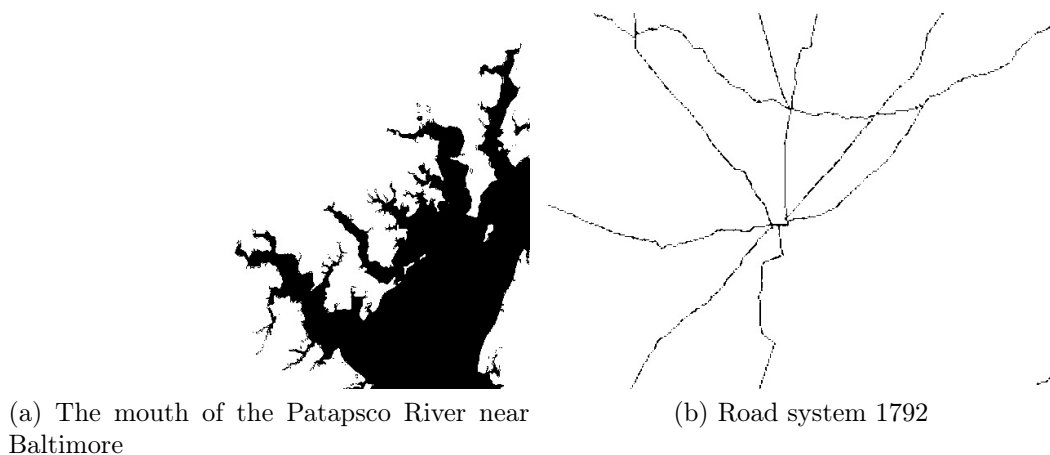 (a) The mouth of the Patapsco River near
Baltimore
(b) Road system 1792